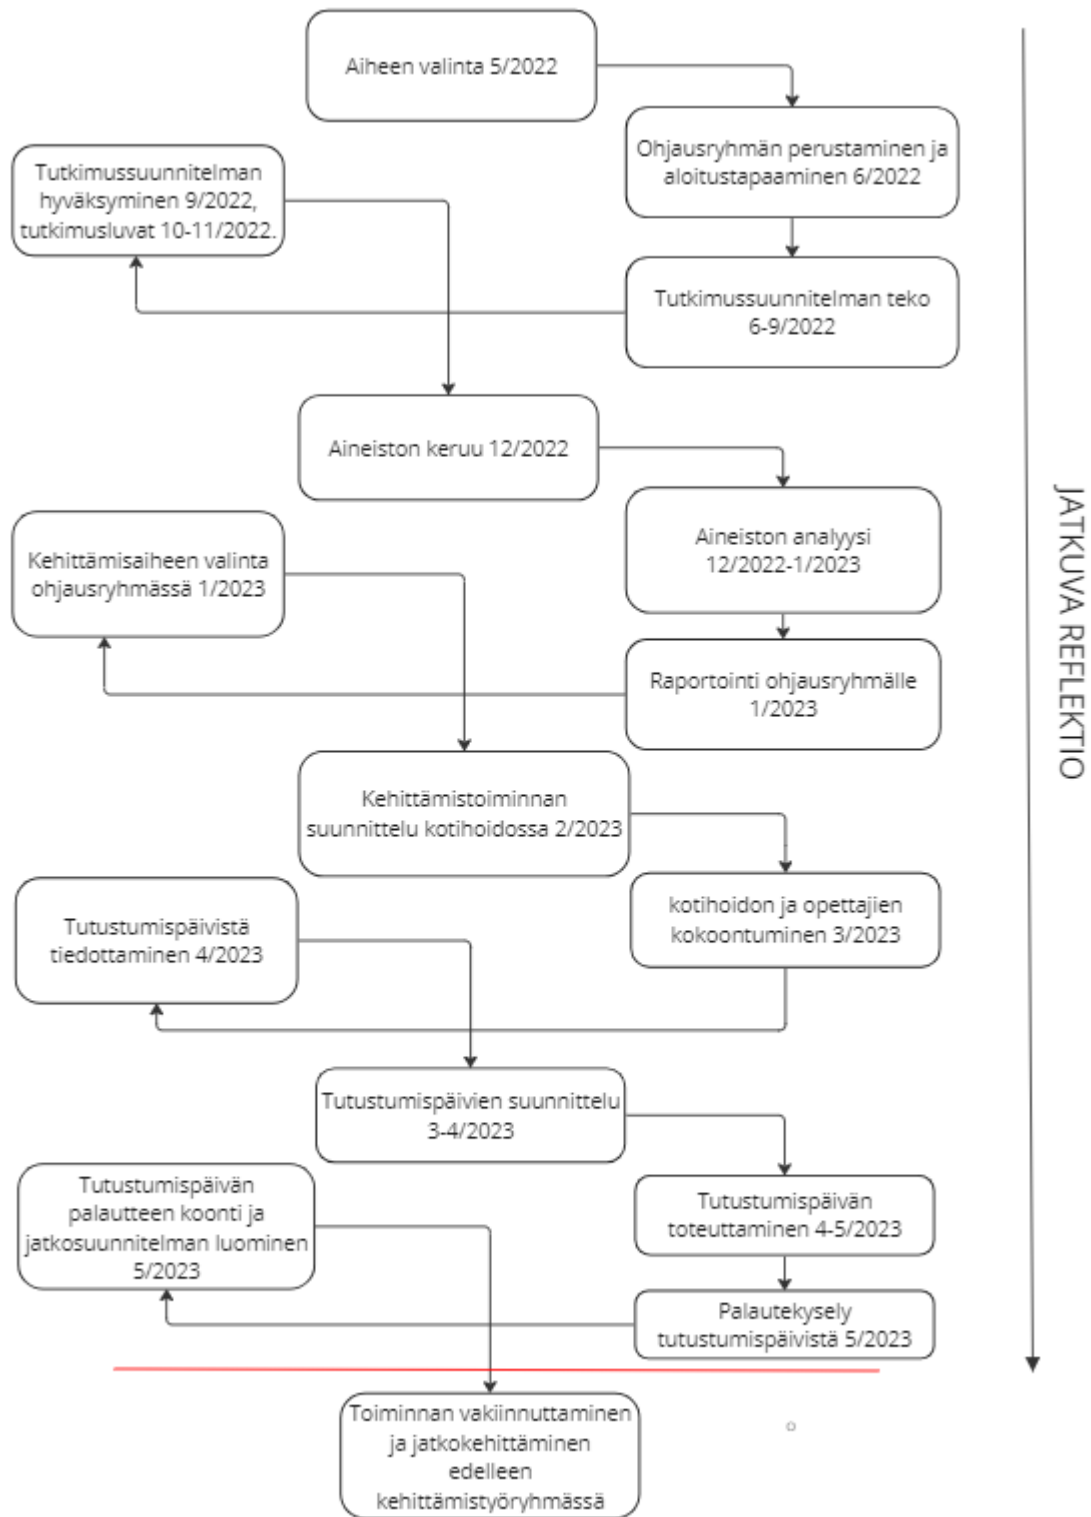 Aiheen valinta 5/2022
Ohjausryhmän perustaminen ja
aloitustapaaminen 6/2022
Tutkimussuunnitelman teko
6-9/2022
Tutkimussuunnitelman
hyväksyminen 9/2022,
tutkimusluvat 10-11/2022.
Aineiston keruu 12/2022
Aineiston analyysi
12/2022-1/2023
Raportointi ohjausryhmälle
1/2023
Kehittämisaiheen valinta
ohjausryhmässä 1/2023
Kehittämistoiminnan
suunnittelu kotihoidossa 2/2023
kotihoidon ja opettajien
kokoontuminen 3/2023
Tutustumispäivistä
tiedottaminen 4/2023
Tutustumispäivien suunnittelu
3-4/2023
Tutustumispäivän
toteuttaminen 4-5/2023
Palautekysely
tutustumispäivistä 5/2023
Tutustumispäivän
palautteen koonti ja
jatkosuunnitelman luominen
5/2023
Toiminnan vakiinnuttaminen
ja jatkokehittäminen
edelleen
kehittämistyöryhmässä
JATKUVA REFLEKTIO